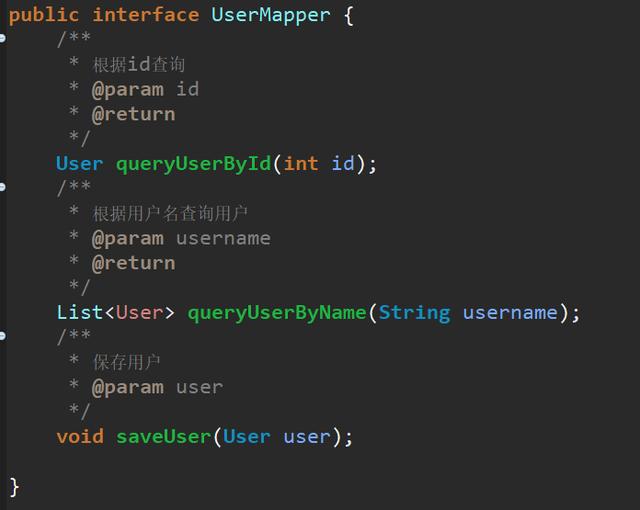 public interface UserMapper {
/**
* 根据id查询
* @param id
* @return
*/
User queryUserById(int id);
/**
* 根据用户名查询用户
* @param username
* @return
*/
List<User> queryUserByName(String username);
/**
* 保存用户
* @param user
*/
void saveUser(User user);
}